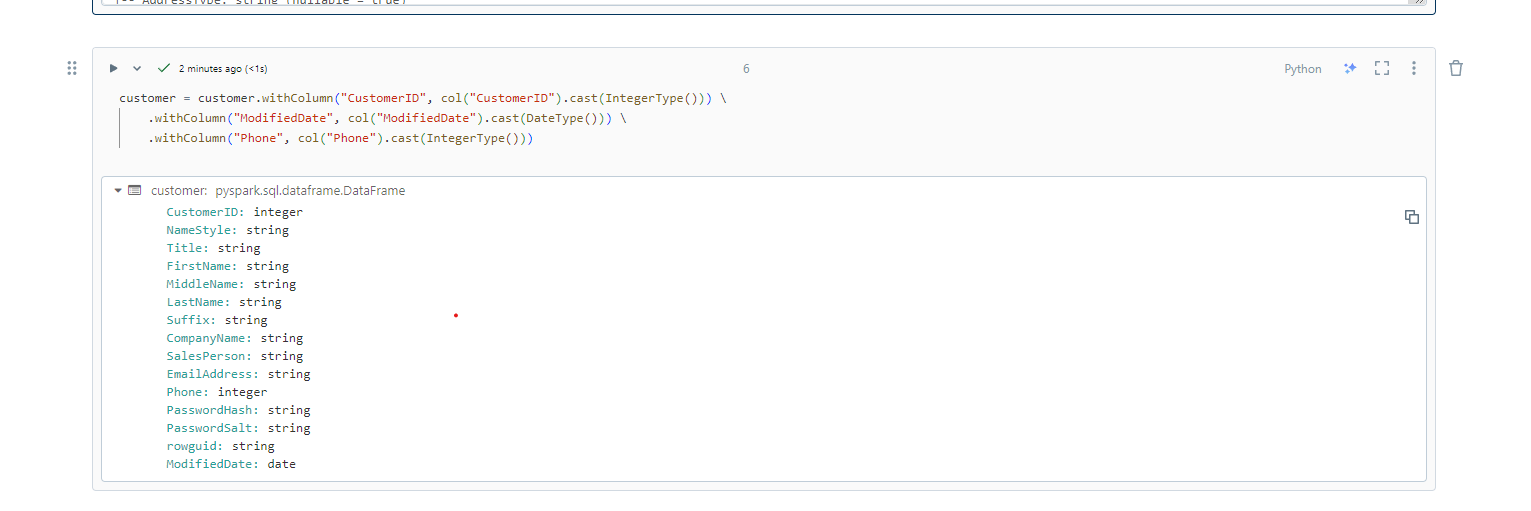 |-- AddressType: string (nullable = true)
2 minutes ago (<1s)
6
Python
customer = customer.withColumn("CustomerID", col("CustomerID").cast(IntegerType())) \
.withColumn("ModifiedDate", col("ModifiedDate").cast(DateType())) \
.withColumn("Phone", col("Phone").cast(IntegerType()))
customer: pyspark.sql.dataframe.DataFrame
CustomerID: integer
NameStyle: string
Title: string
FirstName: string
MiddleName: string
LastName: string
Suffix: string
CompanyName: string
SalesPerson: string
EmailAddress: string
Phone: integer
PasswordHash: string
PasswordSalt: string
rowguid: string
ModifiedDate: date